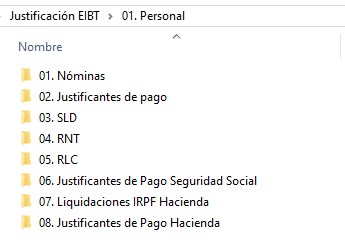 Justificación EIBT > 01. Personal
Nombre
01. Nóminas
02. Justificantes de pago
03. SLD
04. RNT
05. RLC
06. Justificantes de Pago Seguridad Social
07. Liquidaciones IRPF Hacienda
08. Justificantes de Pago Hacienda